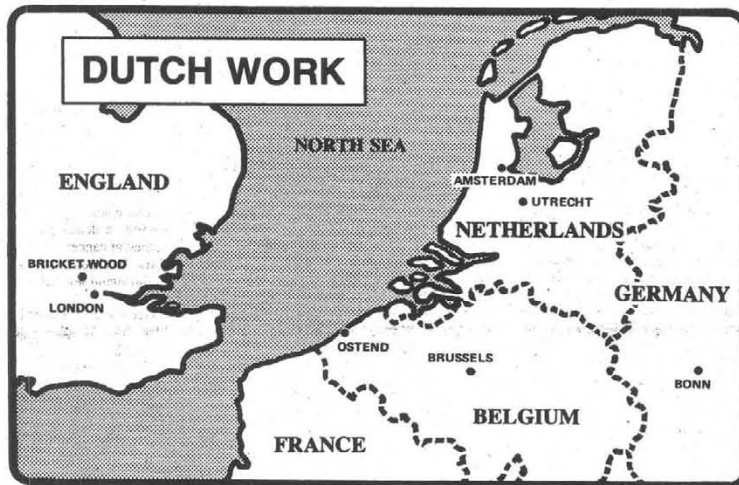 DUTCH WORK
NORTH SEA
ENGLAND
AMSTERDAM
UTRECHT
NETHERLANDS
BRICKET WOOD
LONDON
GERMANY
OSTEND
BRUSSELS
BONN
BELGIUM
FRANCE